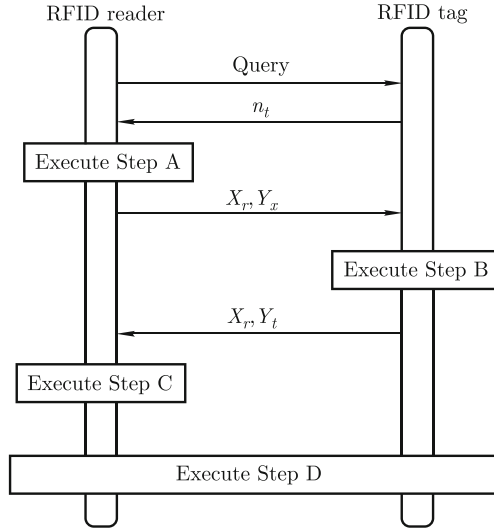 RFID reader
RFID tag
Query
n_t
Execute Step A
X_r, Y_x
Execute Step B
X_r, Y_t
Execute Step C
Execute Step D